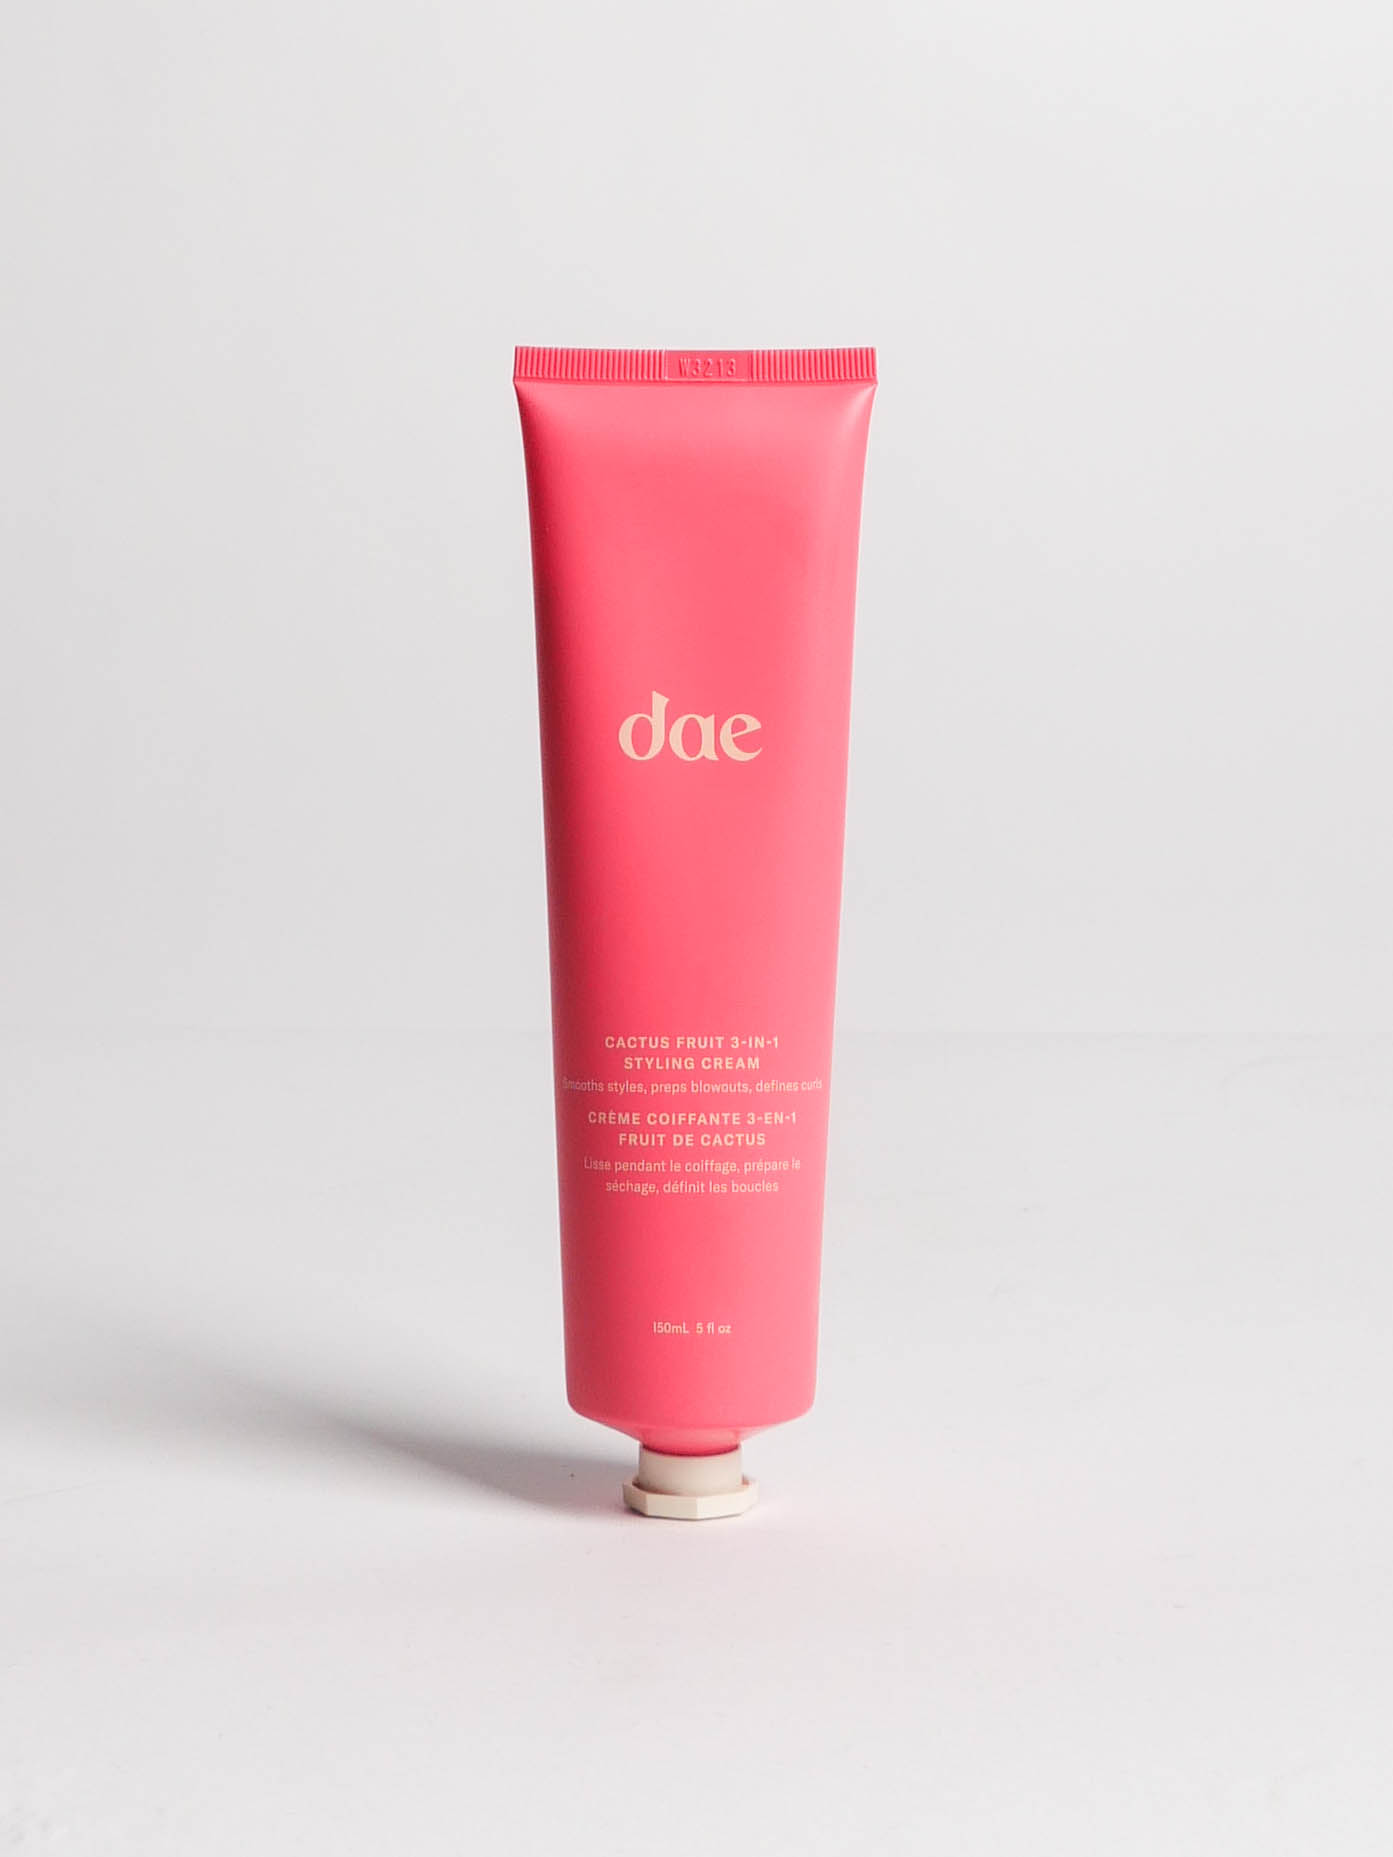 W3213
dae
CACTUS FRUIT 3-IN-1
STYLING CREAM
Smooths styles, preps blowouts, defines curls
CRÈME COIFFANTE 3-EN-1
FRUIT DE CACTUS
Lisse pendant le coiffage, prépare le
séchage, définit les boucles
150mL 5 fl oz